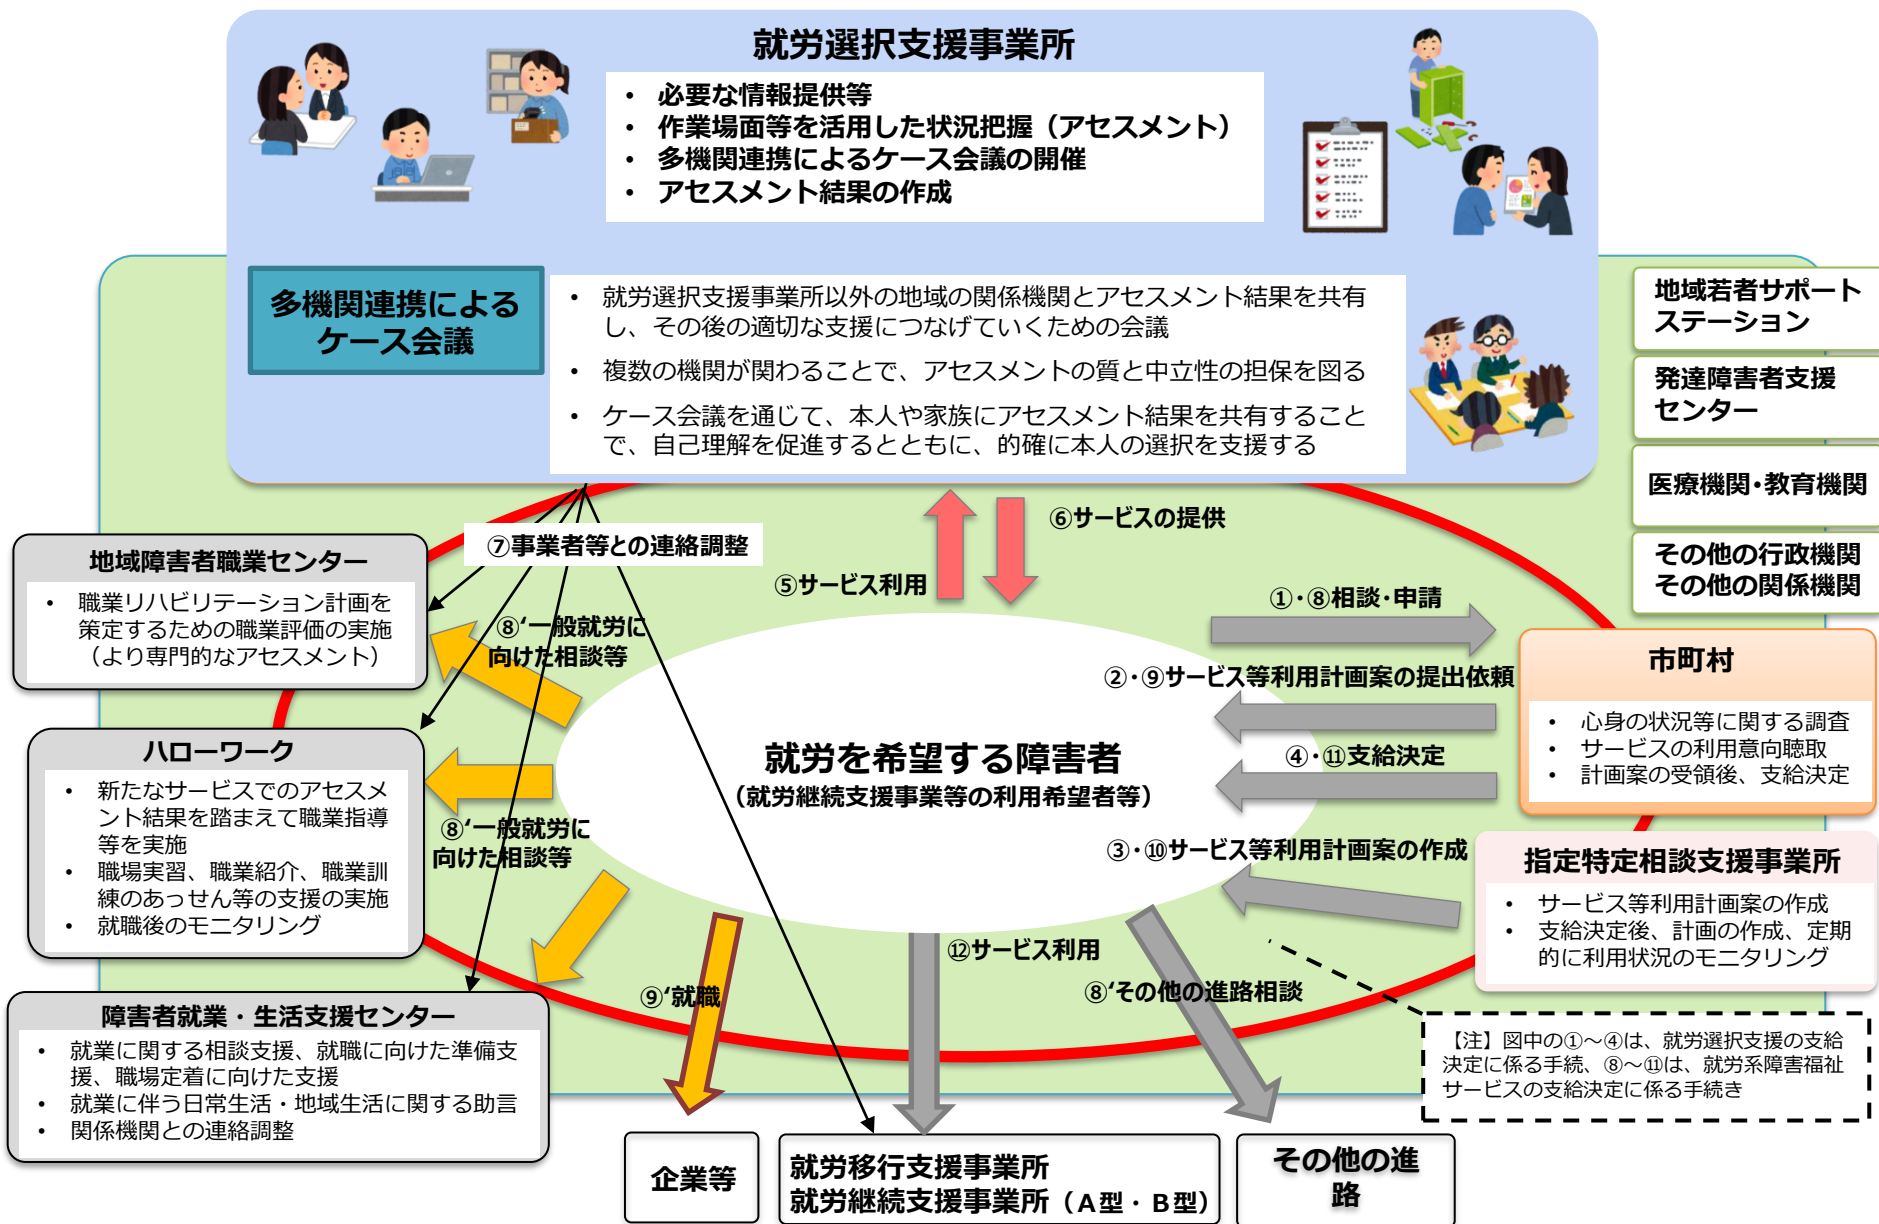 就労選択支援事業所
• 必要な情報提供等
• 作業場面等を活用した状況把握（アセスメント）
• 多機関連携によるケース会議の開催
• アセスメント結果の作成
多機関連携による
ケース会議
• 就労選択支援事業所以外の地域の関係機関とアセスメント結果を共有
し、その後の適切な支援につなげていくための会議
• 複数の機関が関わることで、アセスメントの質と中立性の担保を図る
• ケース会議を通じて、本人や家族にアセスメント結果を共有すること
で、自己理解を促進するとともに、的確に本人の選択を支援する
地域若者サポート
ステーション
発達障害者支援
センター
医療機関・教育機関
その他の行政機関
その他の関係機関
⑥サービスの提供
⑦事業者等との連絡調整
⑤サービス利用
①・⑧相談・申請
②・⑨サービス等利用計画案の提出依頼
④・⑪支給決定
③・⑩サービス等利用計画案の作成
地域障害者職業センター
• 職業リハビリテーション計画を
策定するための職業評価の実施
（より専門的なアセスメント）
⑧‘一般就労に
向けた相談等
ハローワーク
• 新たなサービスでのアセスメ
ント結果を踏まえて職業指導
等を実施
• 職場実習、職業紹介、職業訓
練のあっせん等の支援の実施
• 就職後のモニタリング
⑧‘一般就労に
向けた相談等
就労を希望する障害者
（就労継続支援事業等の利用希望者等）
市町村
• 心身の状況等に関する調査
• サービスの利用意向聴取
• 計画案の受領後、支給決定
指定特定相談支援事業所
• サービス等利用計画案の作成
• 支給決定後、計画の作成、定期
的に利用状況のモニタリング
障害者就業・生活支援センター
• 就業に関する相談支援、就職に向けた準備支
援、職場定着に向けた支援
• 就業に伴う日常生活・地域生活に関する助言
• 関係機関との連絡調整
⑨‘就職
⑫サービス利用
⑧‘その他の進路相談
【注】図中の①～④は、就労選択支援の支給
決定に係る手続、⑧～⑪は、就労系障害福祉
サービスの支給決定に係る手続き
企業等
就労移行支援事業所
就労継続支援事業所（A型・B型）
その他の進
路